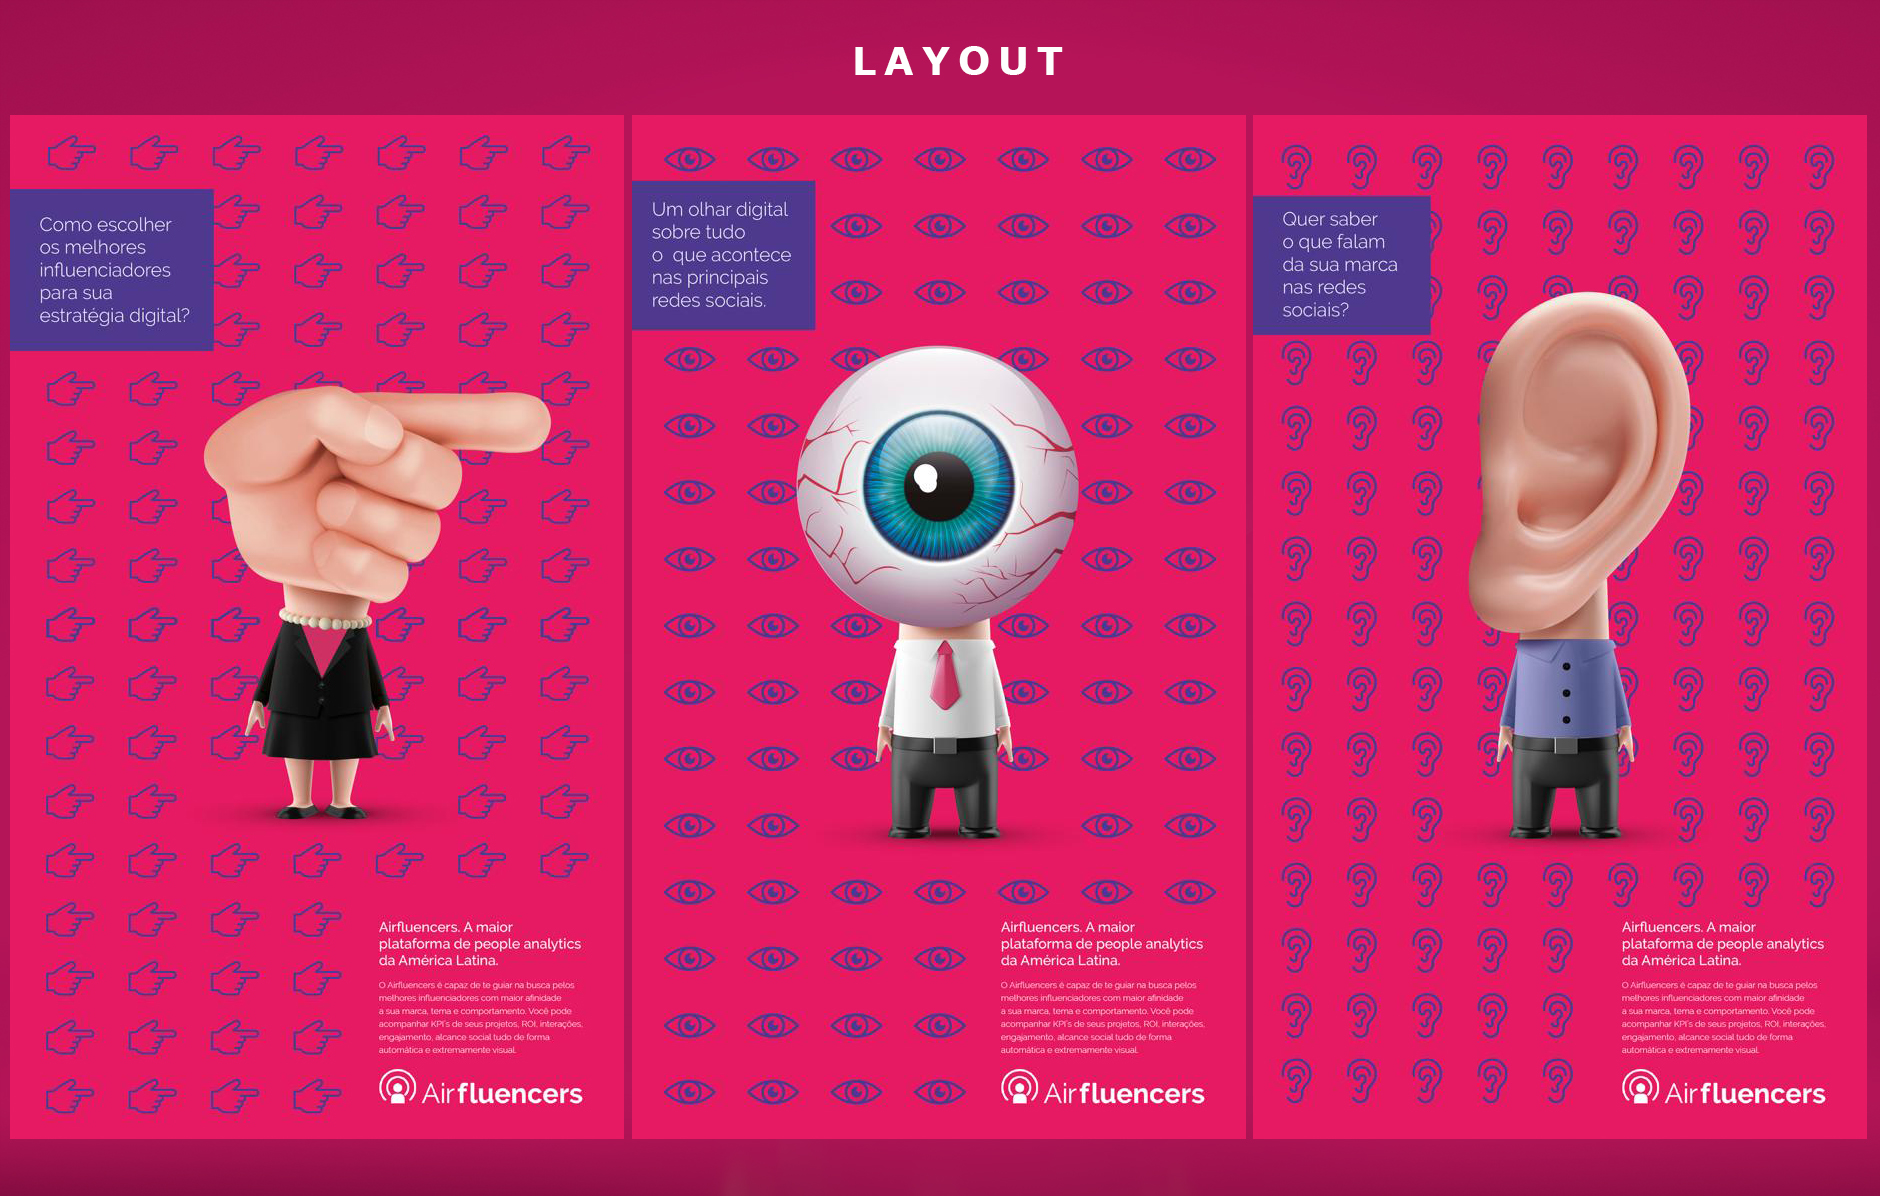 LAYOUT
Como escolher
os melhores
influenciadores
para sua
estratégia digital?
Airfluencers. A maior
plataforma de people analytics
da América Latina.
O Airfluencers é capaz de te guiar na busca pelos
melhores influenciadores com maior afinidade
a sua marca, tema e comportamento. Você pode
acompanhar KPI's de seus projetos, ROI, interações,
engajamento, alcance social tudo de forma
automática e extremamente visual.
Airfluencers
Um olhar digital
sobre tudo
o que acontece
nas principais
redes sociais.
Airfluencers. A maior
plataforma de people analytics
da América Latina.
O Airfluencers é capaz de te guiar na busca pelos
melhores influenciadores com maior afinidade
a sua marca, tema e comportamento. Você pode
acompanhar KPI's de seus projetos, ROI, interações,
engajamento, alcance social tudo de forma
automática e extremamente visual.
Airfluencers
Quer saber
o que falam
da sua marca
nas redes
sociais?
Airfluencers. A maior
plataforma de people analytics
da América Latina.
O Airfluencers é capaz de te guiar na busca pelos
melhores influenciadores com maior afinidade
a sua marca, tema e comportamento. Você pode
acompanhar KPI's de seus projetos, ROI, interações,
engajamento, alcance social tudo de forma
automática e extremamente visual.
Airfluencers